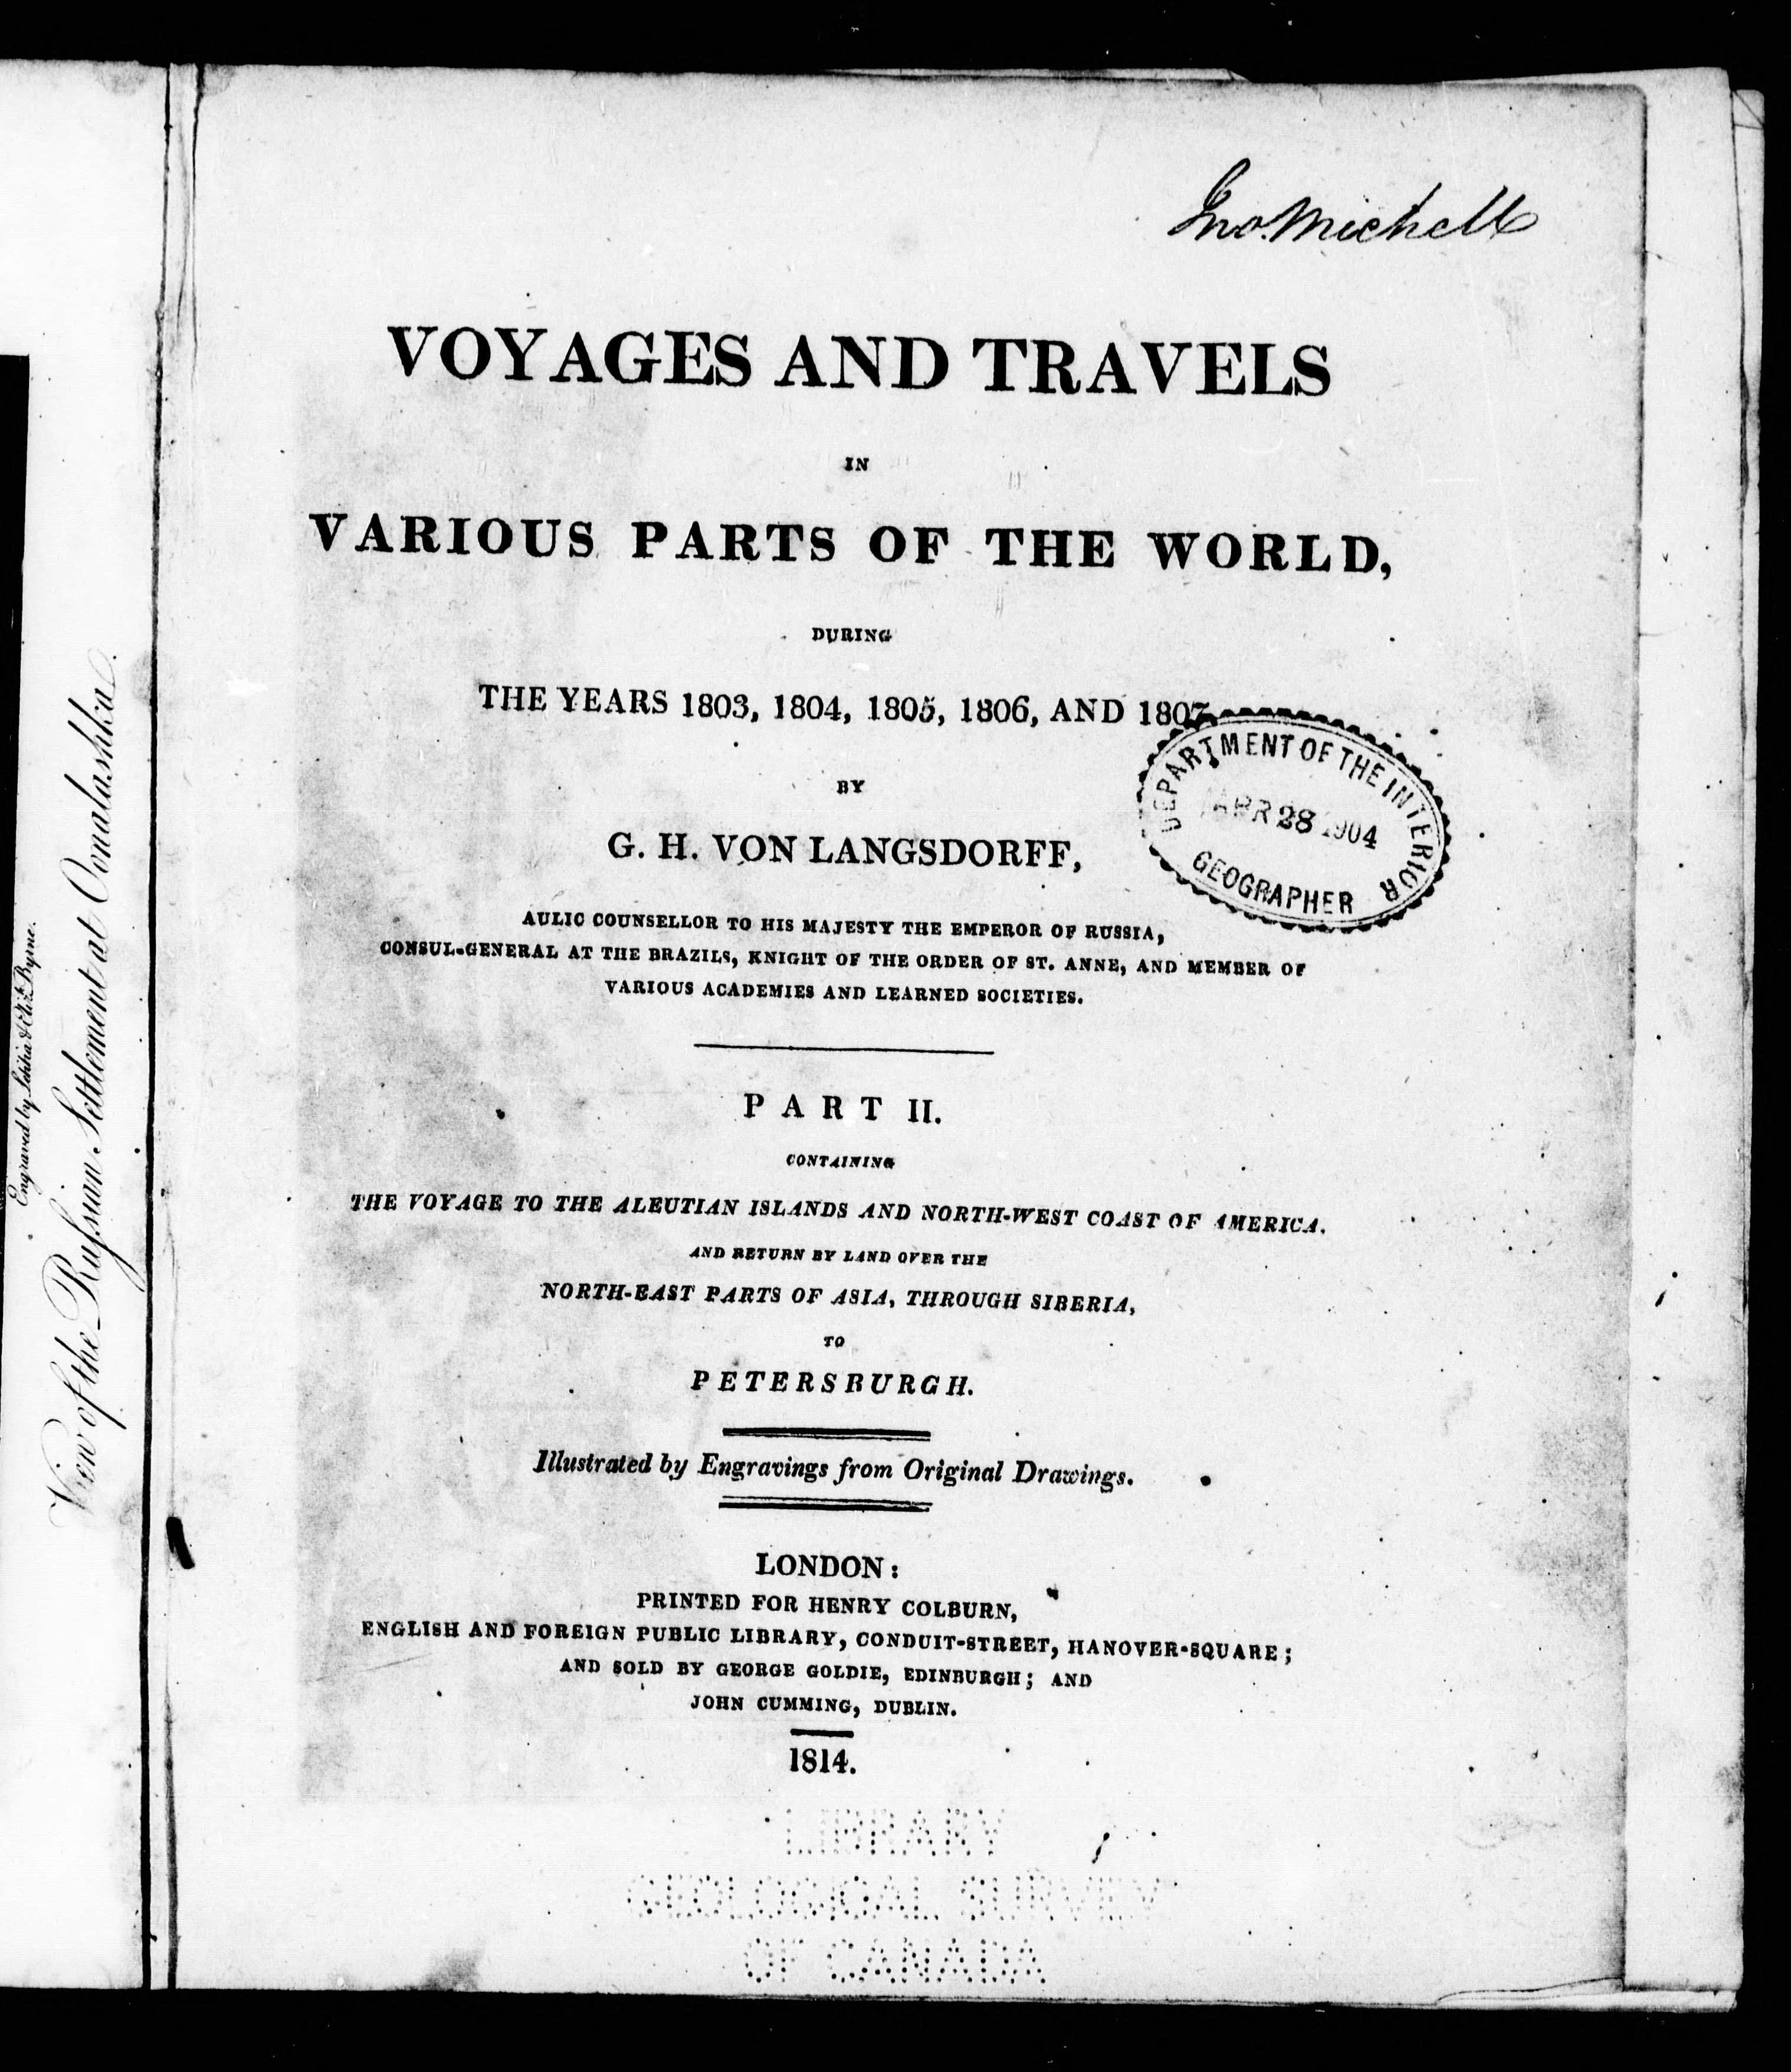 Jno. Michell
VOYAGES AND TRAVELS
IN
VARIOUS PARTS OF THE WORLD,
DURING
THE YEARS 1803, 1804, 1805, 1806, AND 1807.
BY
G. H. VON LANGSDORFF,
AULIC COUNSELLOR TO HIS MAJESTY THE EMPEROR OF RUSSIA,
CONSUL-GENERAL AT THE BRAZILS, KNIGHT OF THE ORDER OF ST. ANNE, AND MEMBER OF
VARIOUS ACADEMIES AND LEARNED SOCIETIES.
DEPARTMENT OF THE INTERIOR
APR 28 1904
GEOGRAPHER
PART II.
CONTAINING
THE VOYAGE TO THE ALEUTIAN ISLANDS AND NORTH-WEST COAST OF AMERICA.
AND RETURN BY LAND OVER THE
NORTH-EAST PARTS OF ASIA, THROUGH SIBERIA,
TO
PETERSBURGH.
Illustrated by Engravings from Original Drawings.
LONDON:
PRINTED FOR HENRY COLBURN,
ENGLISH AND FOREIGN PUBLIC LIBRARY, CONDUIT-STREET, HANOVER-SQUARE;
AND SOLD BY GEORGE GOLDIE, EDINBURGH; AND
JOHN CUMMING, DUBLIN.
1814.
LIBRARY
GEOLOGICAL SURVEY
OF CANADA
Engraved by Byrne.
View of the Ruſsian Settlement at Oonalashka.